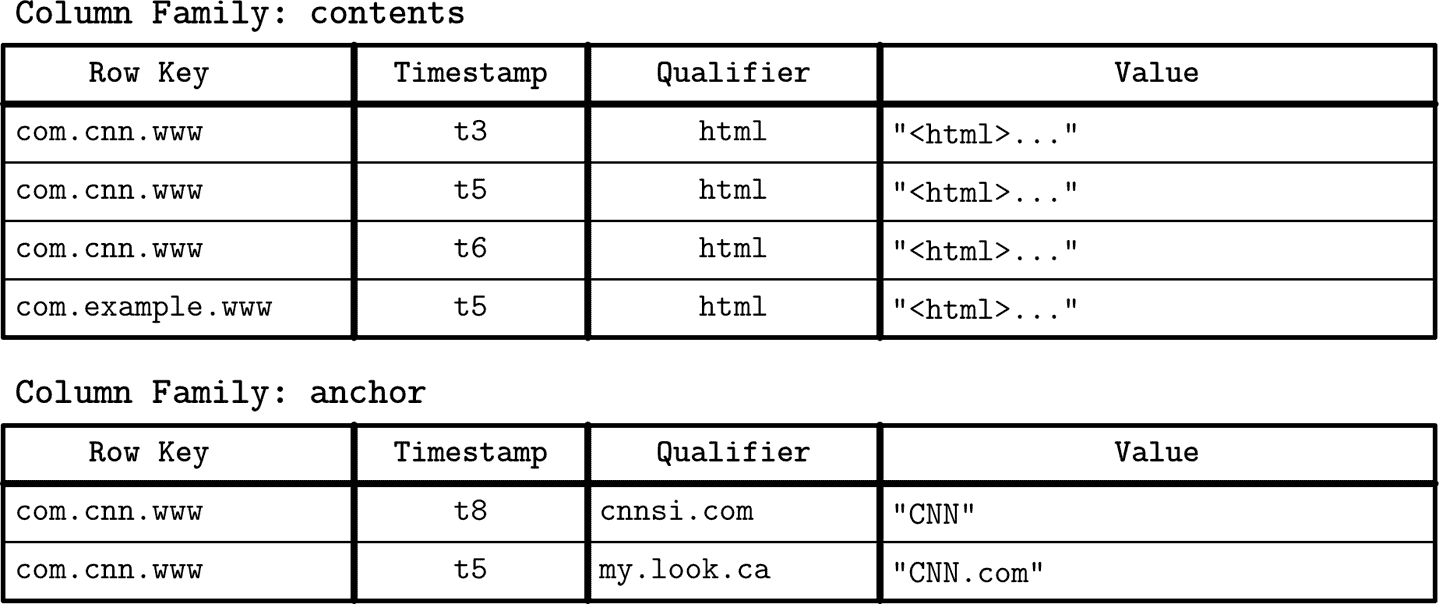 Column Family: contents
Row Key Timestamp Qualifier Value
com.cnn.www t3 html "<html>..."
com.cnn.www t5 html "<html>..."
com.cnn.www t6 html "<html>..."
com.example.www t5 html "<html>..."
Column Family: anchor
Row Key Timestamp Qualifier Value
com.cnn.www t8 cnnsi.com "CNN"
com.cnn.www t5 my.look.ca "CNN.com"